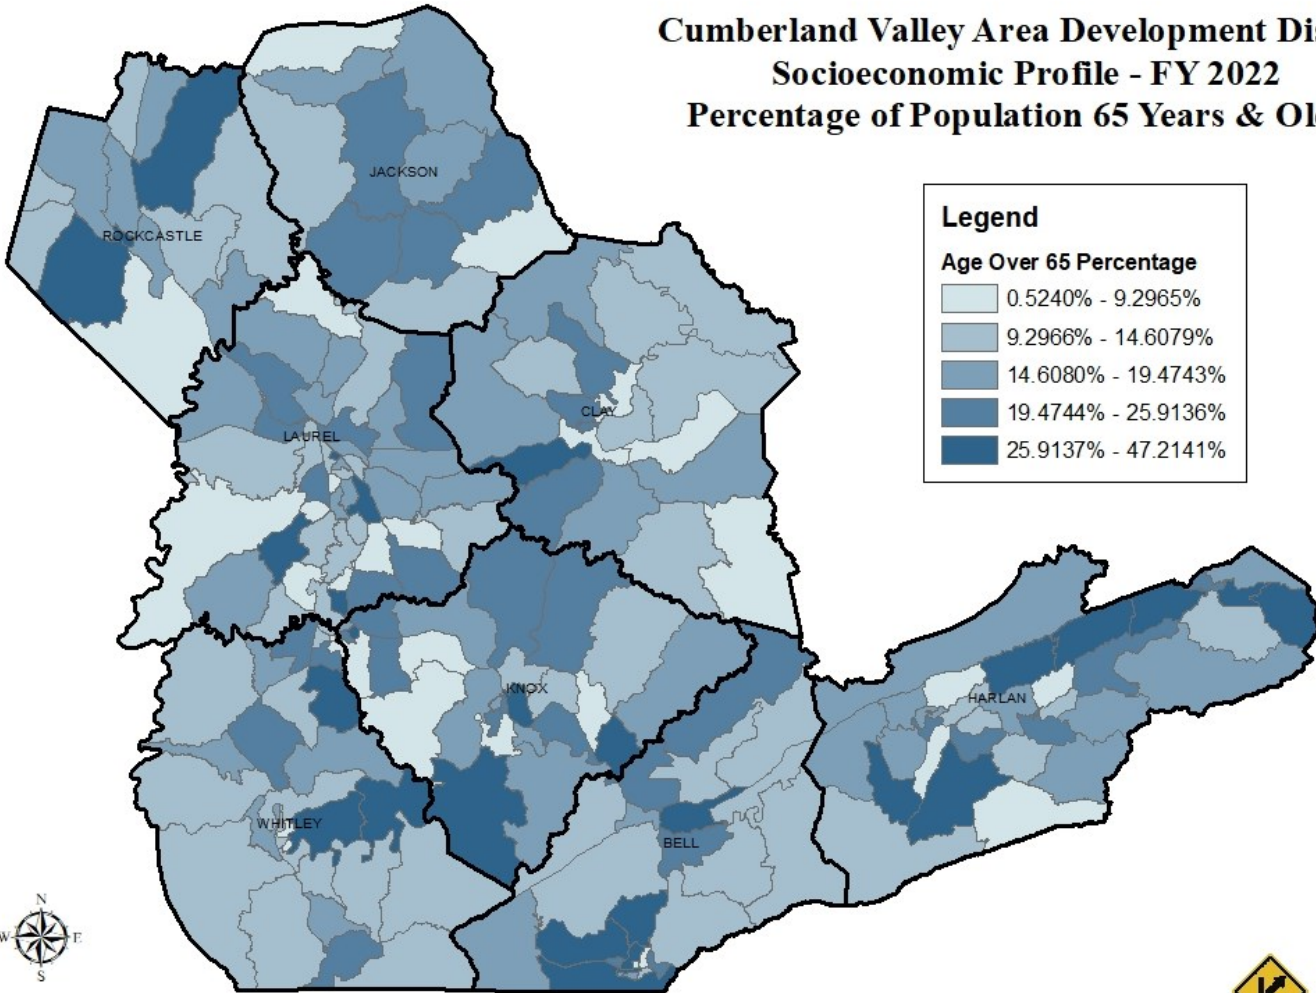 Cumberland Valley Area Development Dis
Socioeconomic Profile - FY 2022
Percentage of Population 65 Years & Ol
Legend
Age Over 65 Percentage
0.5240% - 9.2965%
9.2966% - 14.6079%
14.6080% - 19.4743%
19.4744% - 25.9136%
25.9137% - 47.2141%
JACKSON
ROCKCASTLE
CLAY
LAUREL
KNOX
HARLAN
WHITLEY
BELL
N
W E
S